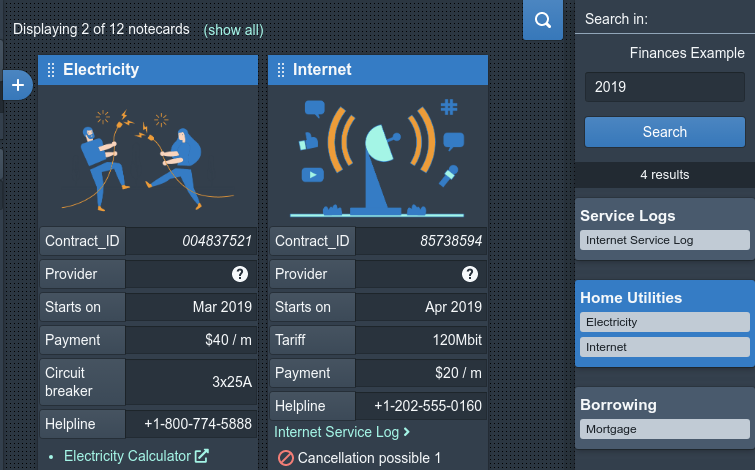 Displaying 2 of 12 notecards (show all)
Electricity
Contract_ID 004837521
Provider ?
Starts on Mar 2019
Payment $40 / m
Circuit breaker 3x25A
Helpline +1-800-774-5888
• Electricity Calculator
Internet
Contract_ID 85738594
Provider ?
Starts on Apr 2019
Tariff 120Mbit
Payment $20 / m
Helpline +1-202-555-0160
Internet Service Log >
Cancellation possible 1
Search in:
Finances Example
2019
Search
4 results
Service Logs
Internet Service Log
Home Utilities
Electricity
Internet
Borrowing
Mortgage